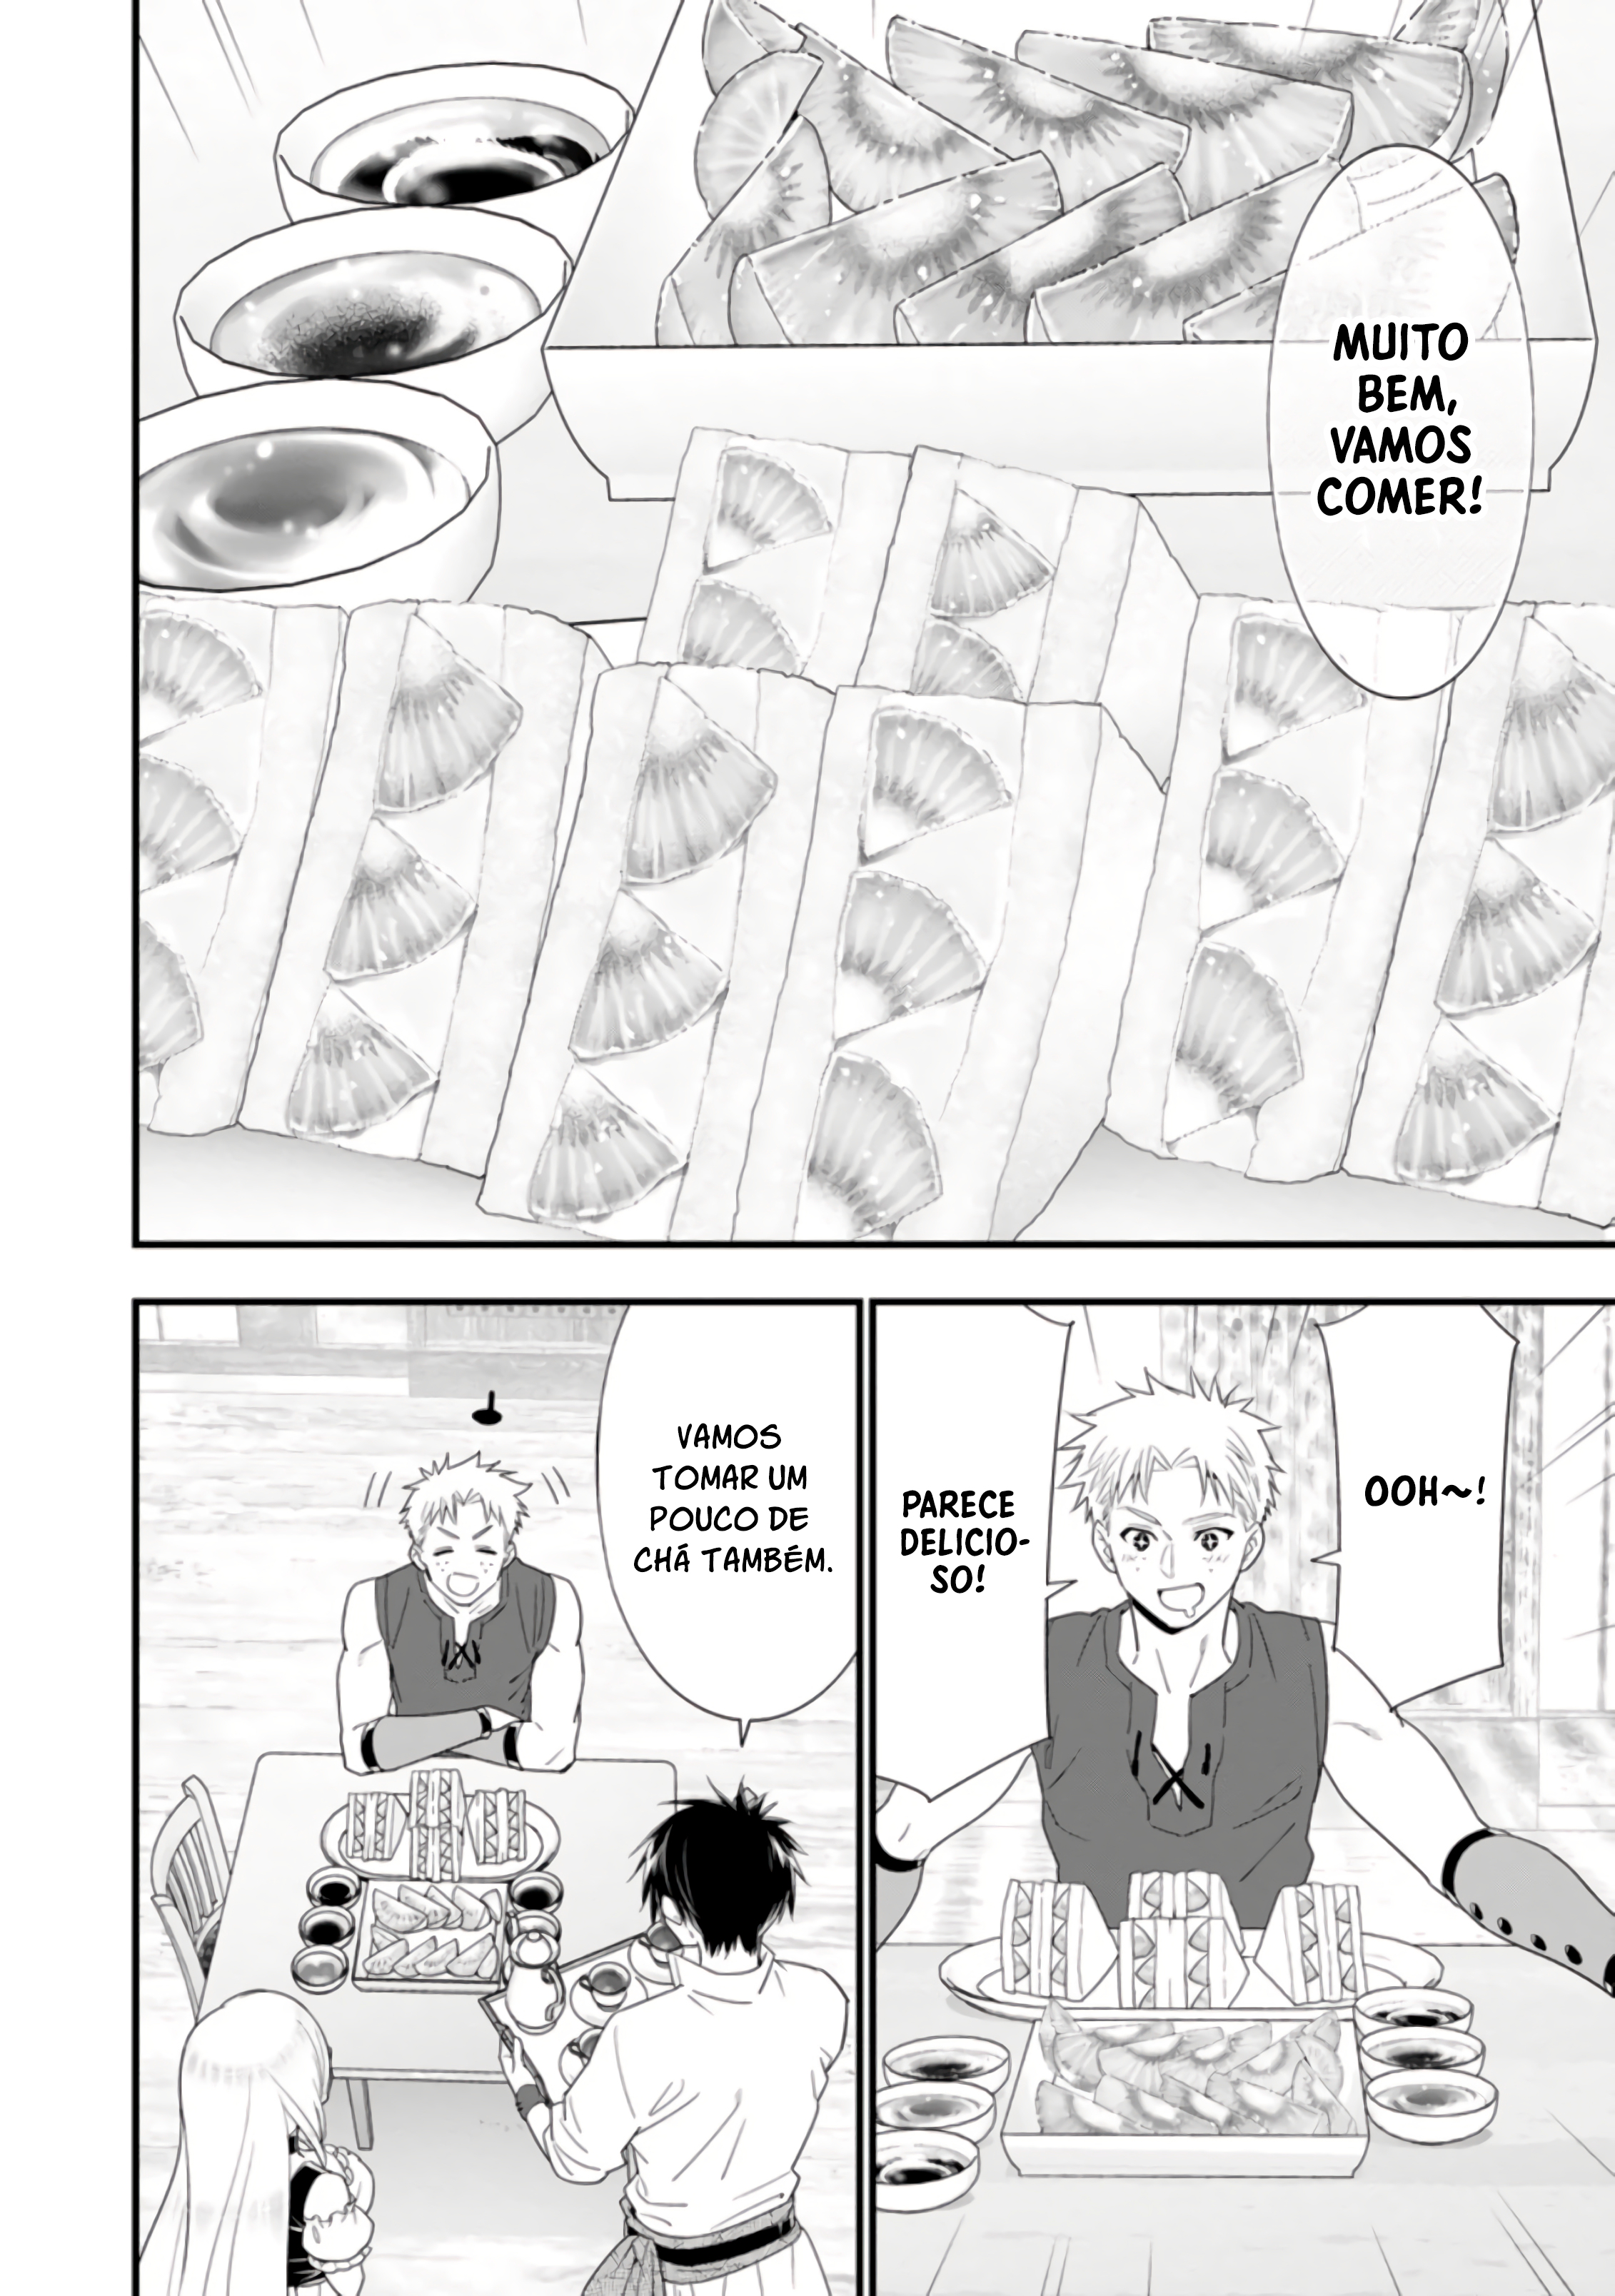 MUITO
BEM,
VAMOS
COMER!
OOH~!
PARECE
DELICIO-
SO!
VAMOS
TOMAR UM
POUCO DE
CHÁ TAMBÉM.